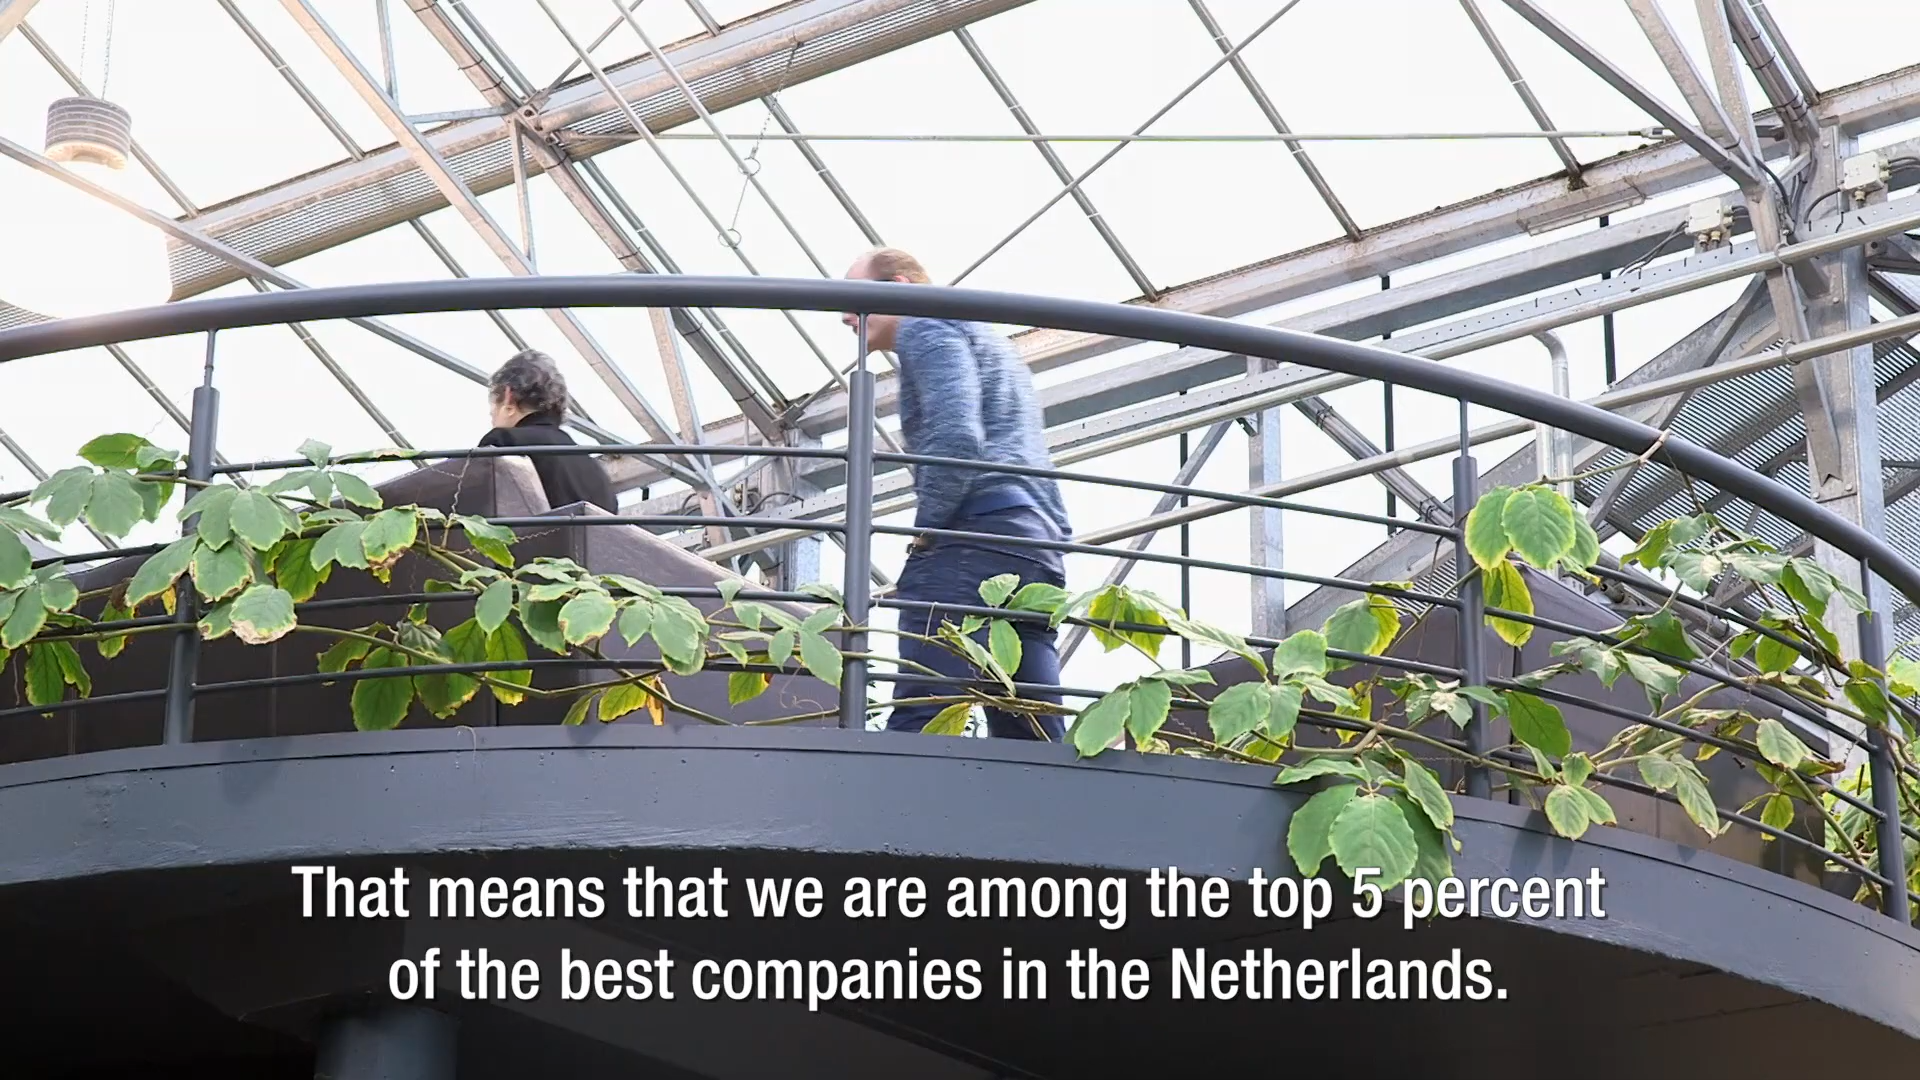 That means that we are among the top 5 percent
of the best companies in the Netherlands.